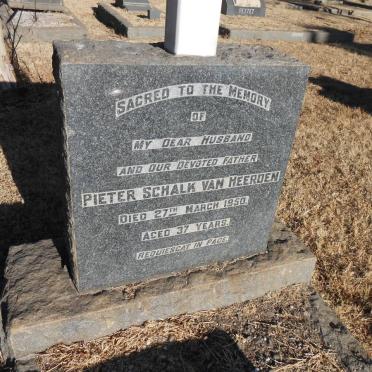 SACRED TO THE MEMORY
OF
MY DEAR HUSBAND
AND OUR DEVOTED FATHER
PIETER SCHALK VAN HEERDEN
DIED 27TH MARCH 1950.
AGED 37 YEARS.
REQUIESCAT IN PACE.